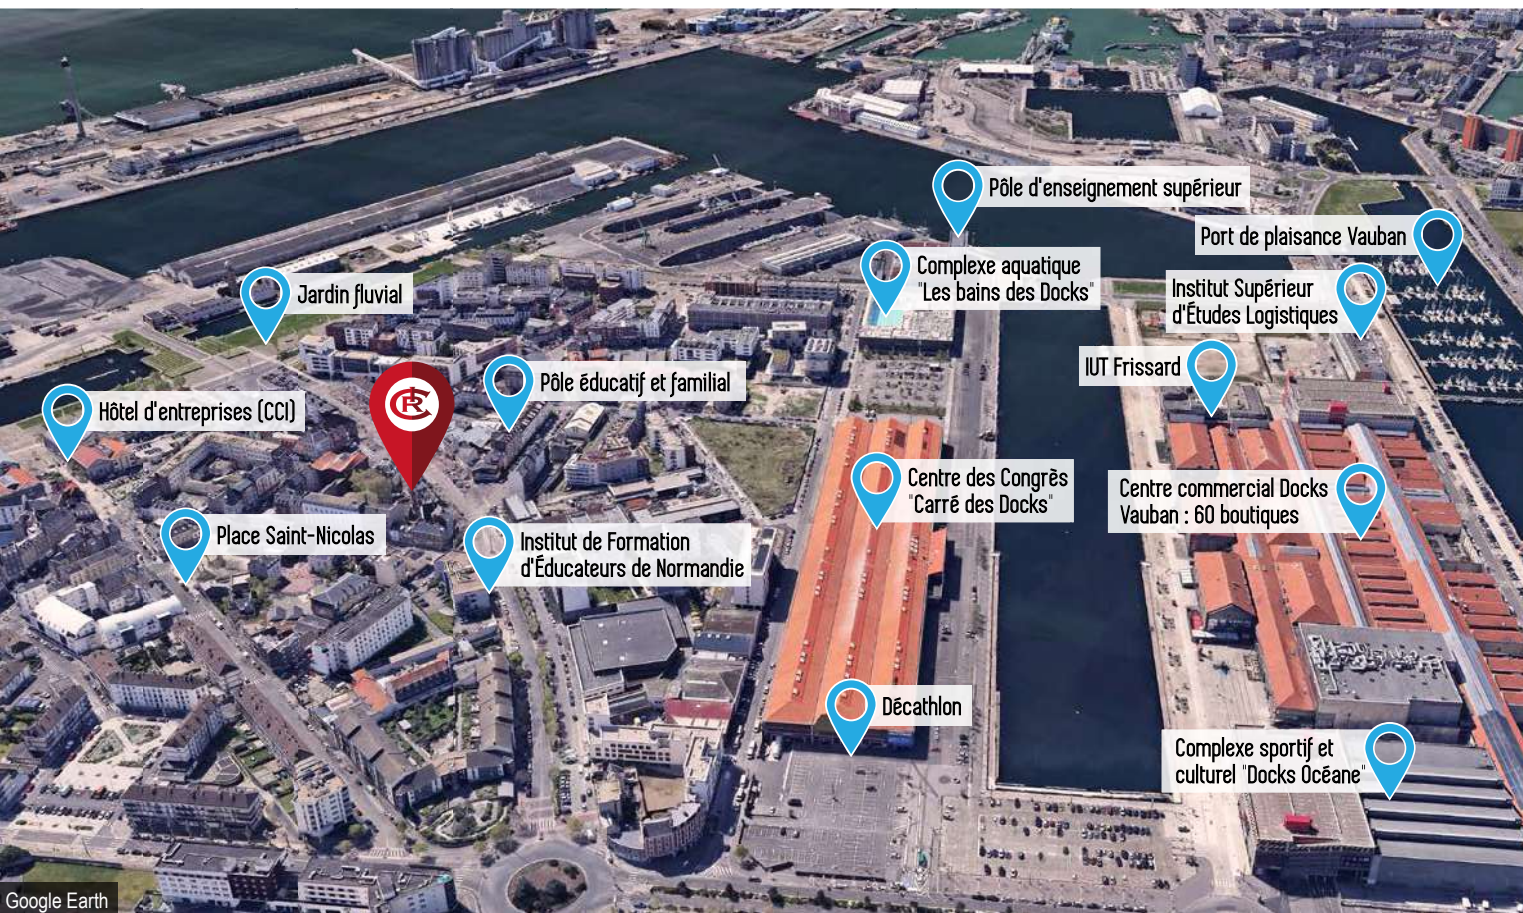 Pôle d'enseignement supérieur
Port de plaisance Vauban
Complexe aquatique
"Les bains des Docks"
Institut Supérieur
d'Études Logistiques
Jardin fluvial
IUT Frissard
Pôle éducatif et familial
Hôtel d'entreprises (CCI)
Centre des Congrès
"Carré des Docks"
Centre commercial Docks
Vauban : 60 boutiques
Place Saint-Nicolas
Institut de Formation
d'Éducateurs de Normandie
Décathlon
Complexe sportif et
culturel "Docks Océane"
Google Earth